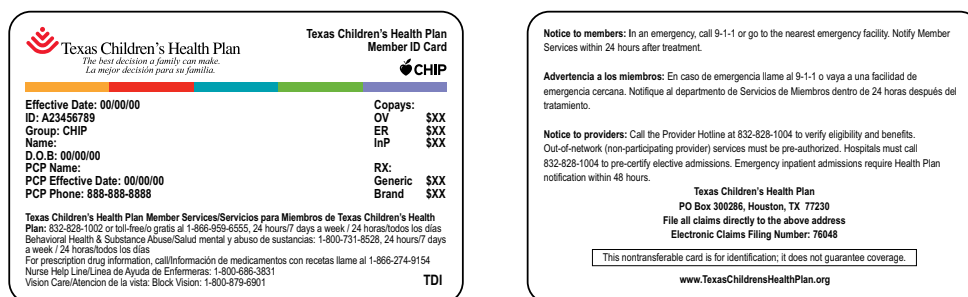 Texas Children's Health Plan
The best decision a family can make.
La mejor decisión para su familia.
Texas Children's Health Plan
Member ID Card
CHIP
Effective Date: 00/00/00
ID: A23456789
Group: CHIP
Name:
D.O.B: 00/00/00
PCP Name:
PCP Effective Date: 00/00/00
PCP Phone: 888-888-8888
Copays:
OV $XX
ER $XX
InP $XX
RX:
Generic $XX
Brand $XX
Texas Children's Health Plan Member Services/Servicios para Miembros de Texas Children's Health
Plan: 832-828-1002 or toll-free/o gratis al 1-866-959-6555, 24 hours/7 days a week / 24 horas/todos los días
Behavioral Health & Substance Abuse/Salud mental y abuso de sustancias: 1-800-731-8528, 24 hours/7 days
a week / 24 horas/todos los días
For prescription drug information, call/Información de medicamentos con recetas llame al 1-866-274-9154
Nurse Help Line/Linea de Ayuda de Enfermeras: 1-800-686-3831
Vision Care/Atencion de la vista: Block Vision: 1-800-879-6901
TDI
Notice to members: In an emergency, call 9-1-1 or go to the nearest emergency facility. Notify Member
Services within 24 hours after treatment.
Advertencia a los miembros: En caso de emergencia llame al 9-1-1 o vaya a una facilidad de
emergencia cercana. Notifique al departmento de Servicios de Miembros dentro de 24 horas después del
tratamiento.
Notice to providers: Call the Provider Hotline at 832-828-1004 to verify eligibility and benefits.
Out-of-network (non-participating provider) services must be pre-authorized. Hospitals must call
832-828-1004 to pre-certify elective admissions. Emergency inpatient admissions require Health Plan
notification within 48 hours.
Texas Children's Health Plan
PO Box 300286, Houston, TX 77230
File all claims directly to the above address
Electronic Claims Filing Number: 76048
This nontransferable card is for identification; it does not guarantee coverage.
www.TexasChildrensHealthPlan.org